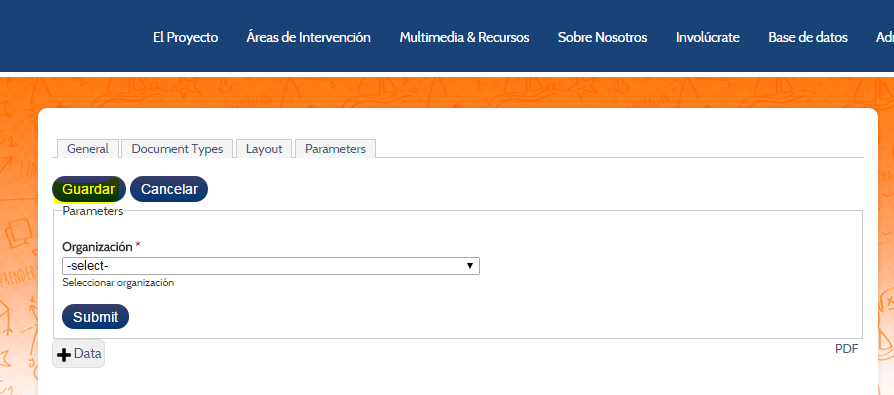 El Proyecto Áreas de Intervención Multimedia & Recursos Sobre Nosotros Involúcrate Base de datos
General Document Types Layout Parameters
Guardar Cancelar
Parameters
Organización *
-select-
Seleccionar organización
Submit
Data
PDF